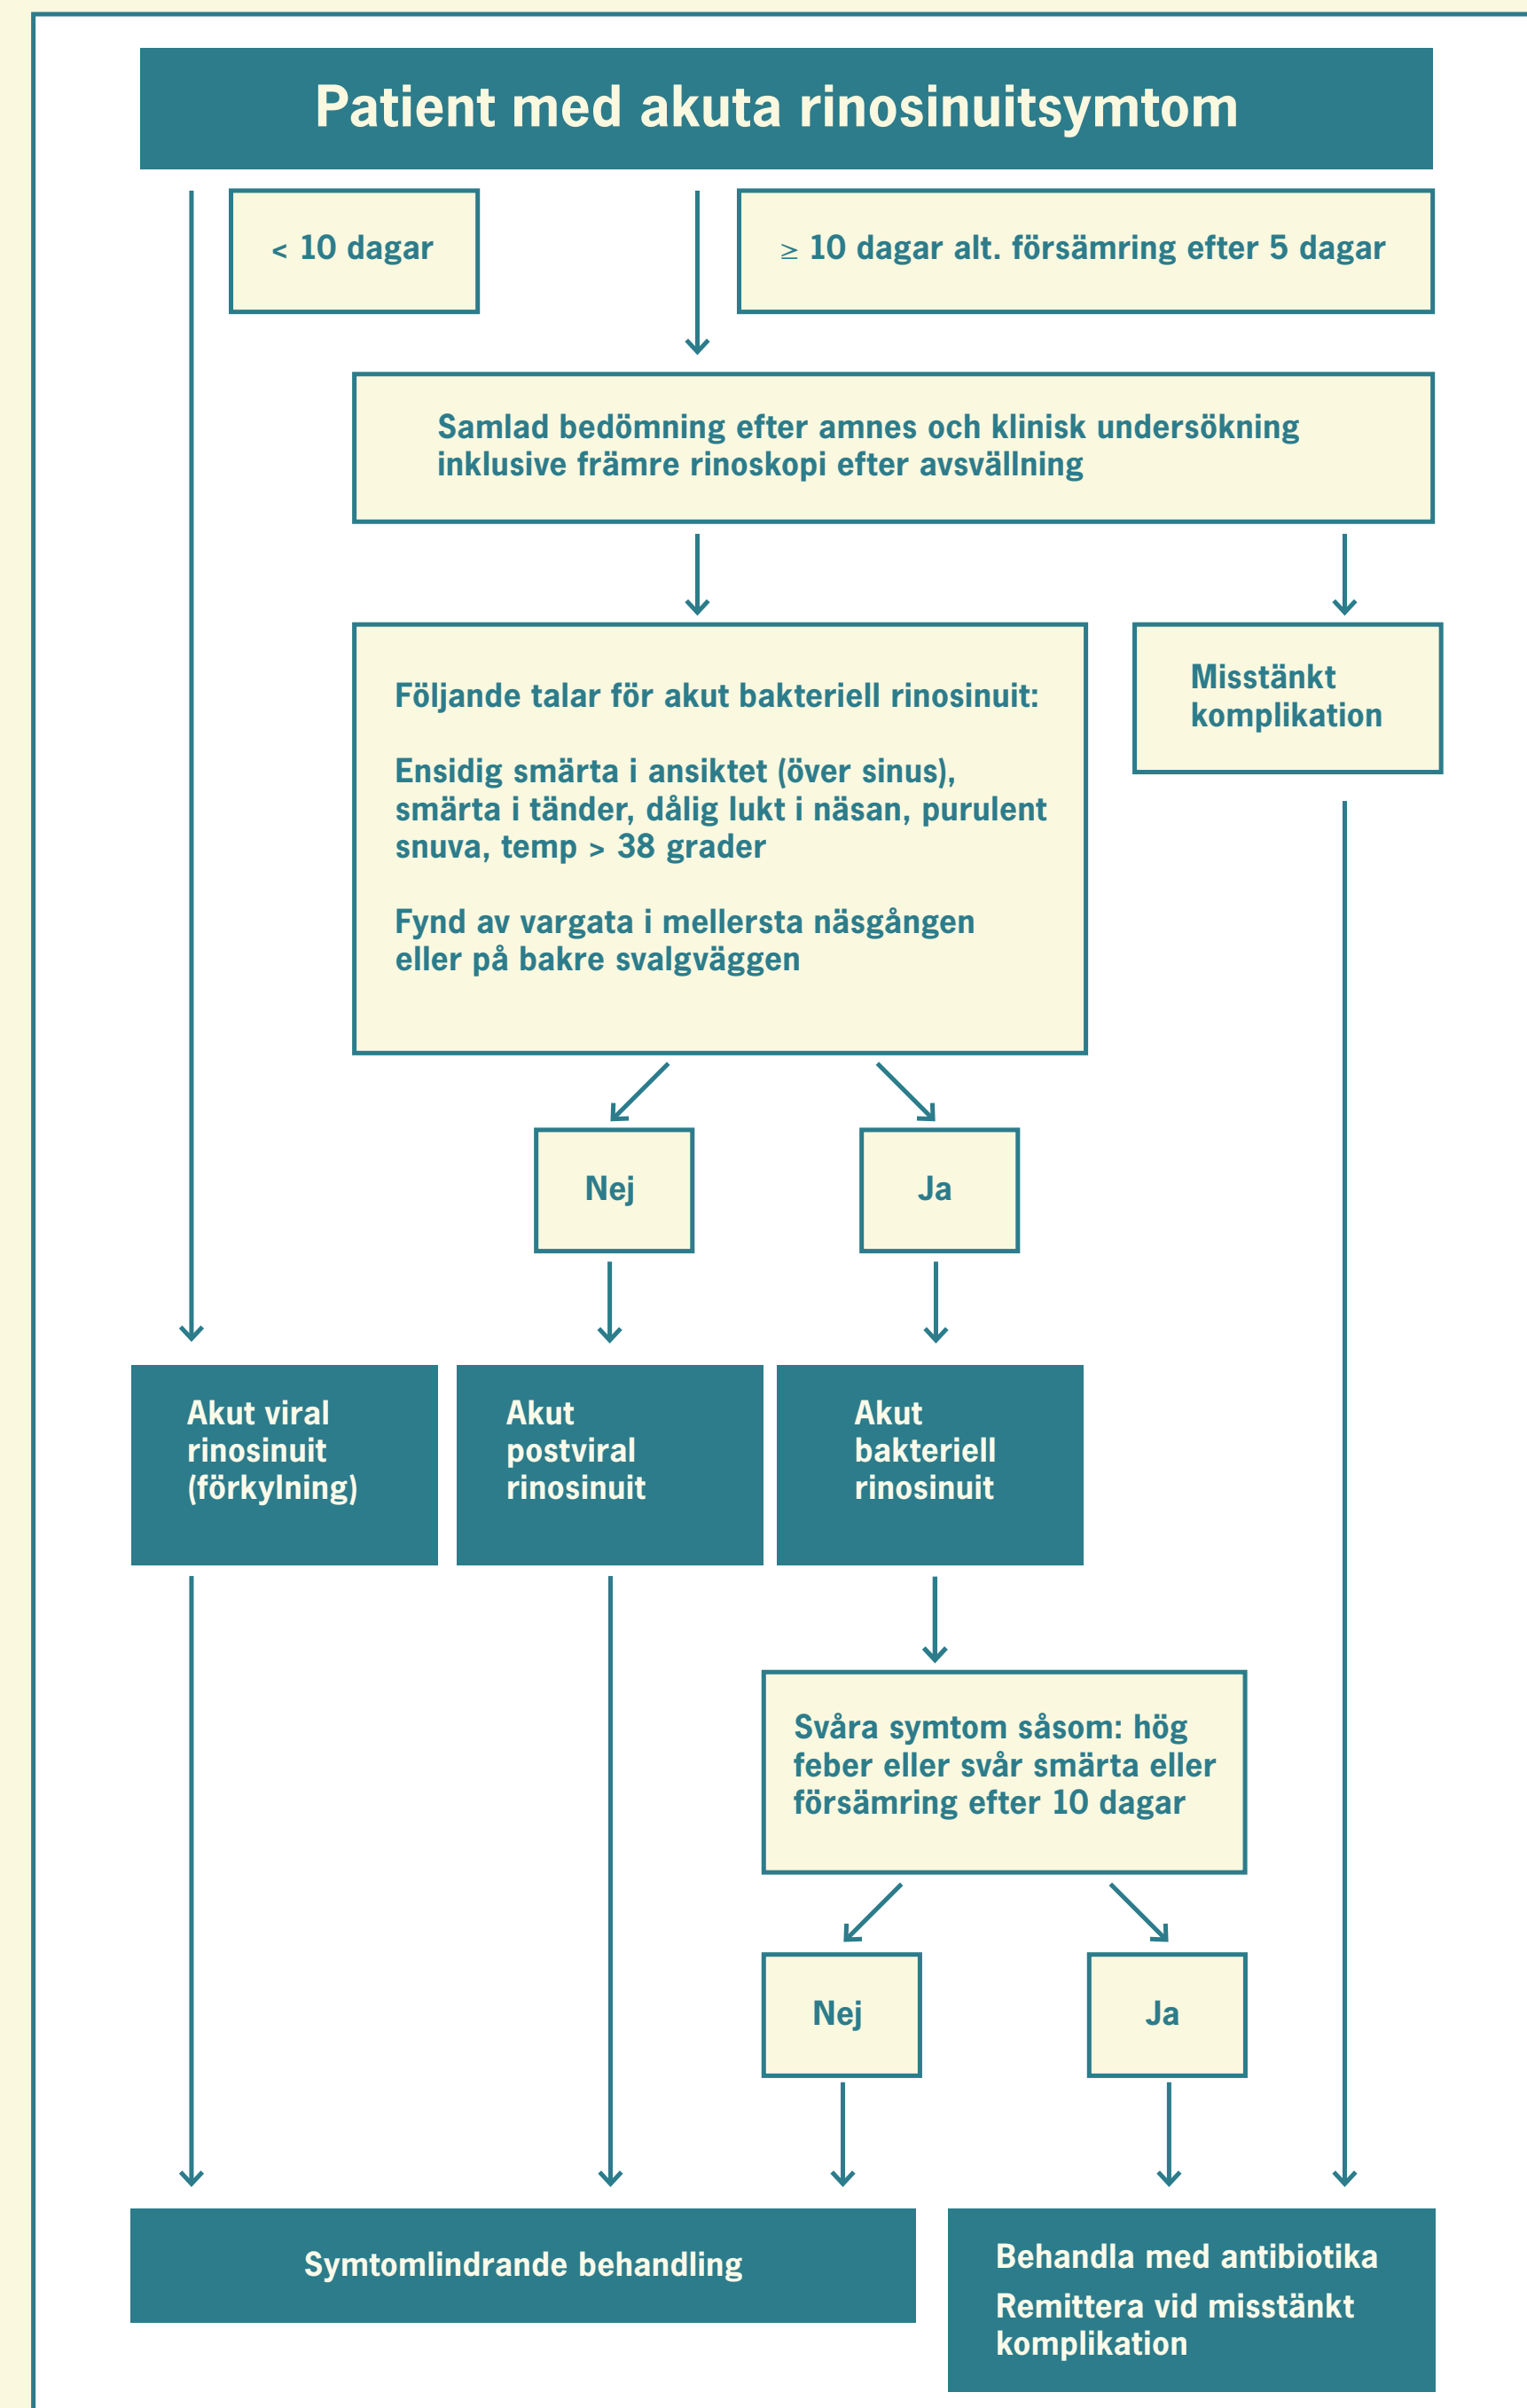 Patient med akuta rinosinuitsymtom
< 10 dagar
≥ 10 dagar alt. försämring efter 5 dagar
Samlad bedömning efter amnes och klinisk undersökning
inklusive främre rinoskopi efter avsvällning
Följande talar för akut bakteriell rinosinuit:
Ensidig smärta i ansiktet (över sinus),
smärta i tänder, dålig lukt i näsan, purulent
snuva, temp > 38 grader
Fynd av vargata i mellersta näsgången
eller på bakre svalgväggen
Misstänkt
komplikation
Nej
Ja
Akut viral
rinosinuit
(förkylning)
Akut
postviral
rinosinuit
Akut
bakteriell
rinosinuit
Svåra symtom såsom: hög
feber eller svår smärta eller
försämring efter 10 dagar
Nej
Ja
Symtomlindrande behandling
Behandla med antibiotika
Remittera vid misstänkt
komplikation